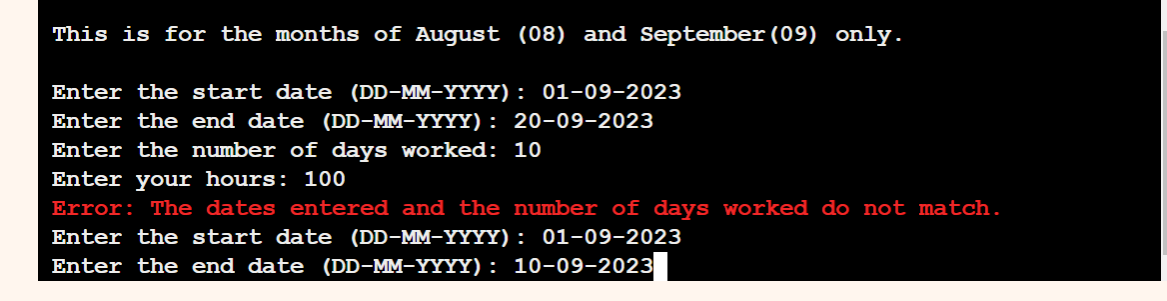 This is for the months of August (08) and September(09) only.
Enter the start date (DD-MM-YYYY): 01-09-2023
Enter the end date (DD-MM-YYYY): 20-09-2023
Enter the number of days worked: 10
Enter your hours: 100
Error: The dates entered and the number of days worked do not match.
Enter the start date (DD-MM-YYYY): 01-09-2023
Enter the end date (DD-MM-YYYY): 10-09-2023